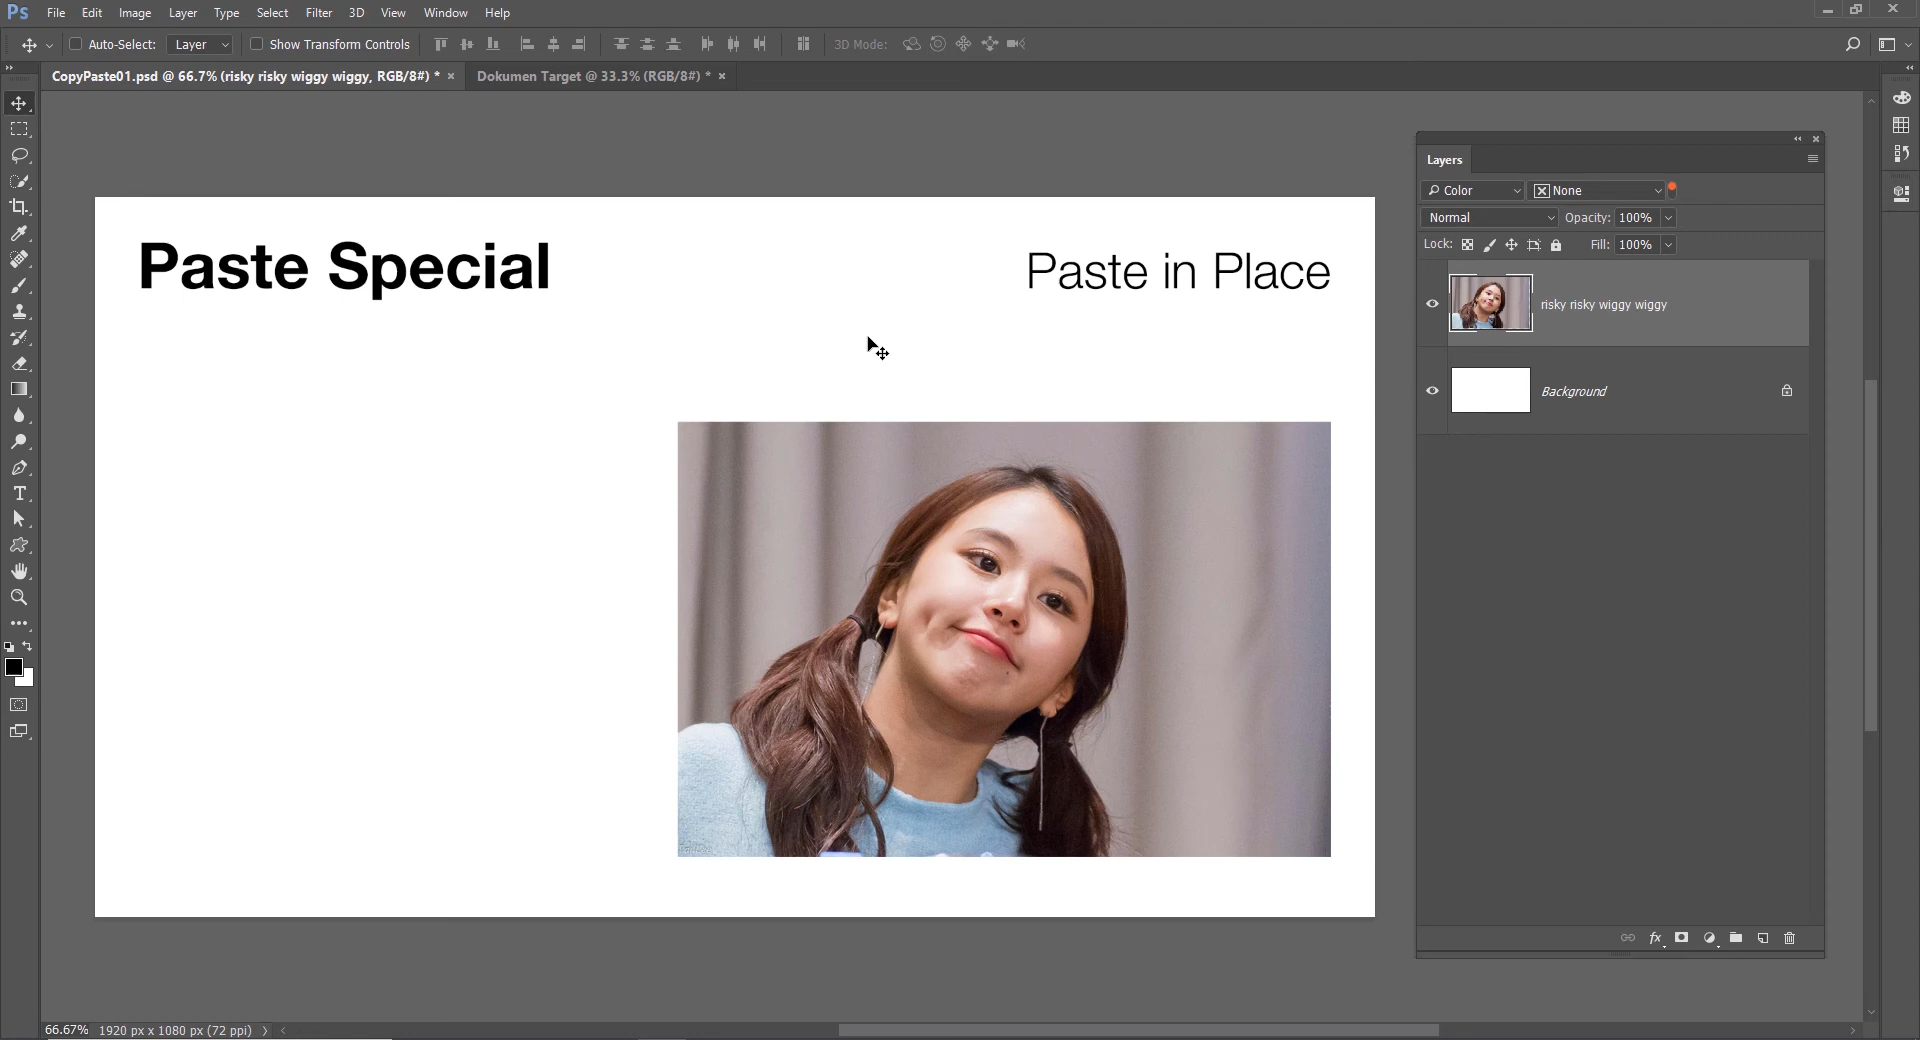 Ps File Edit Image Layer Type Select Filter 3D View Window Help
Auto-Select: Layer Show Transform Controls 3D Mode:
CopyPaste01.psd @ 66.7% (risky risky wiggy wiggy, RGB/8#) * × Dokumen Target @ 33.3% (RGB/8#) * ×
Paste Special
Paste in Place
Layers
Color None
Normal Opacity: 100%
Lock: Fill: 100%
risky risky wiggy wiggy
Background
fx
66.67% 1920 px x 1080 px (72 ppi)